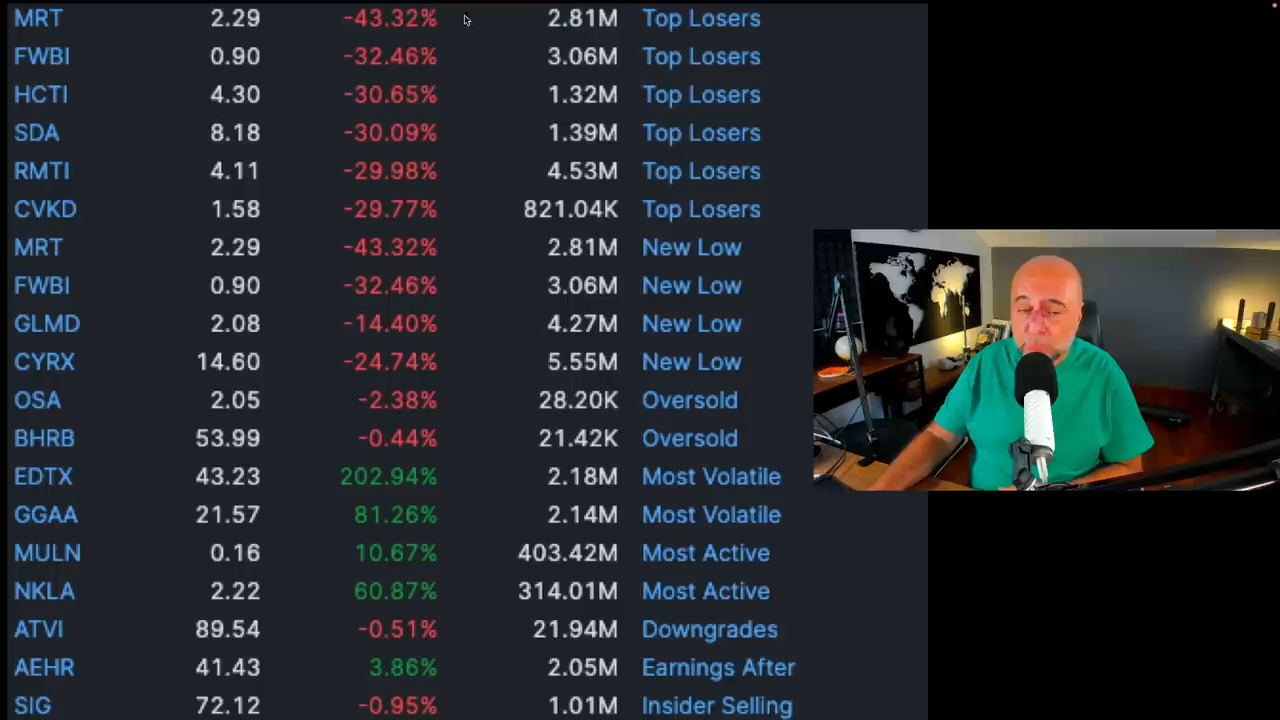 MRT 2.29 -43.32% 2.81M Top Losers
FWBI 0.90 -32.46% 3.06M Top Losers
HCTI 4.30 -30.65% 1.32M Top Losers
SDA 8.18 -30.09% 1.39M Top Losers
RMTI 4.11 -29.98% 4.53M Top Losers
CVKD 1.58 -29.77% 821.04K Top Losers
MRT 2.29 -43.32% 2.81M New Low
FWBI 0.90 -32.46% 3.06M New Low
GLMD 2.08 -14.40% 4.27M New Low
CYRX 14.60 -24.74% 5.55M New Low
OSA 2.05 -2.38% 28.20K Oversold
BHRB 53.99 -0.44% 21.42K Oversold
EDTX 43.23 202.94% 2.18M Most Volatile
GGAA 21.57 81.26% 2.14M Most Volatile
MULN 0.16 10.67% 403.42M Most Active
NKLA 2.22 60.87% 314.01M Most Active
ATVI 89.54 -0.51% 21.94M Downgrades
AEHR 41.43 3.86% 2.05M Earnings After
SIG 72.12 -0.95% 1.01M Insider Selling